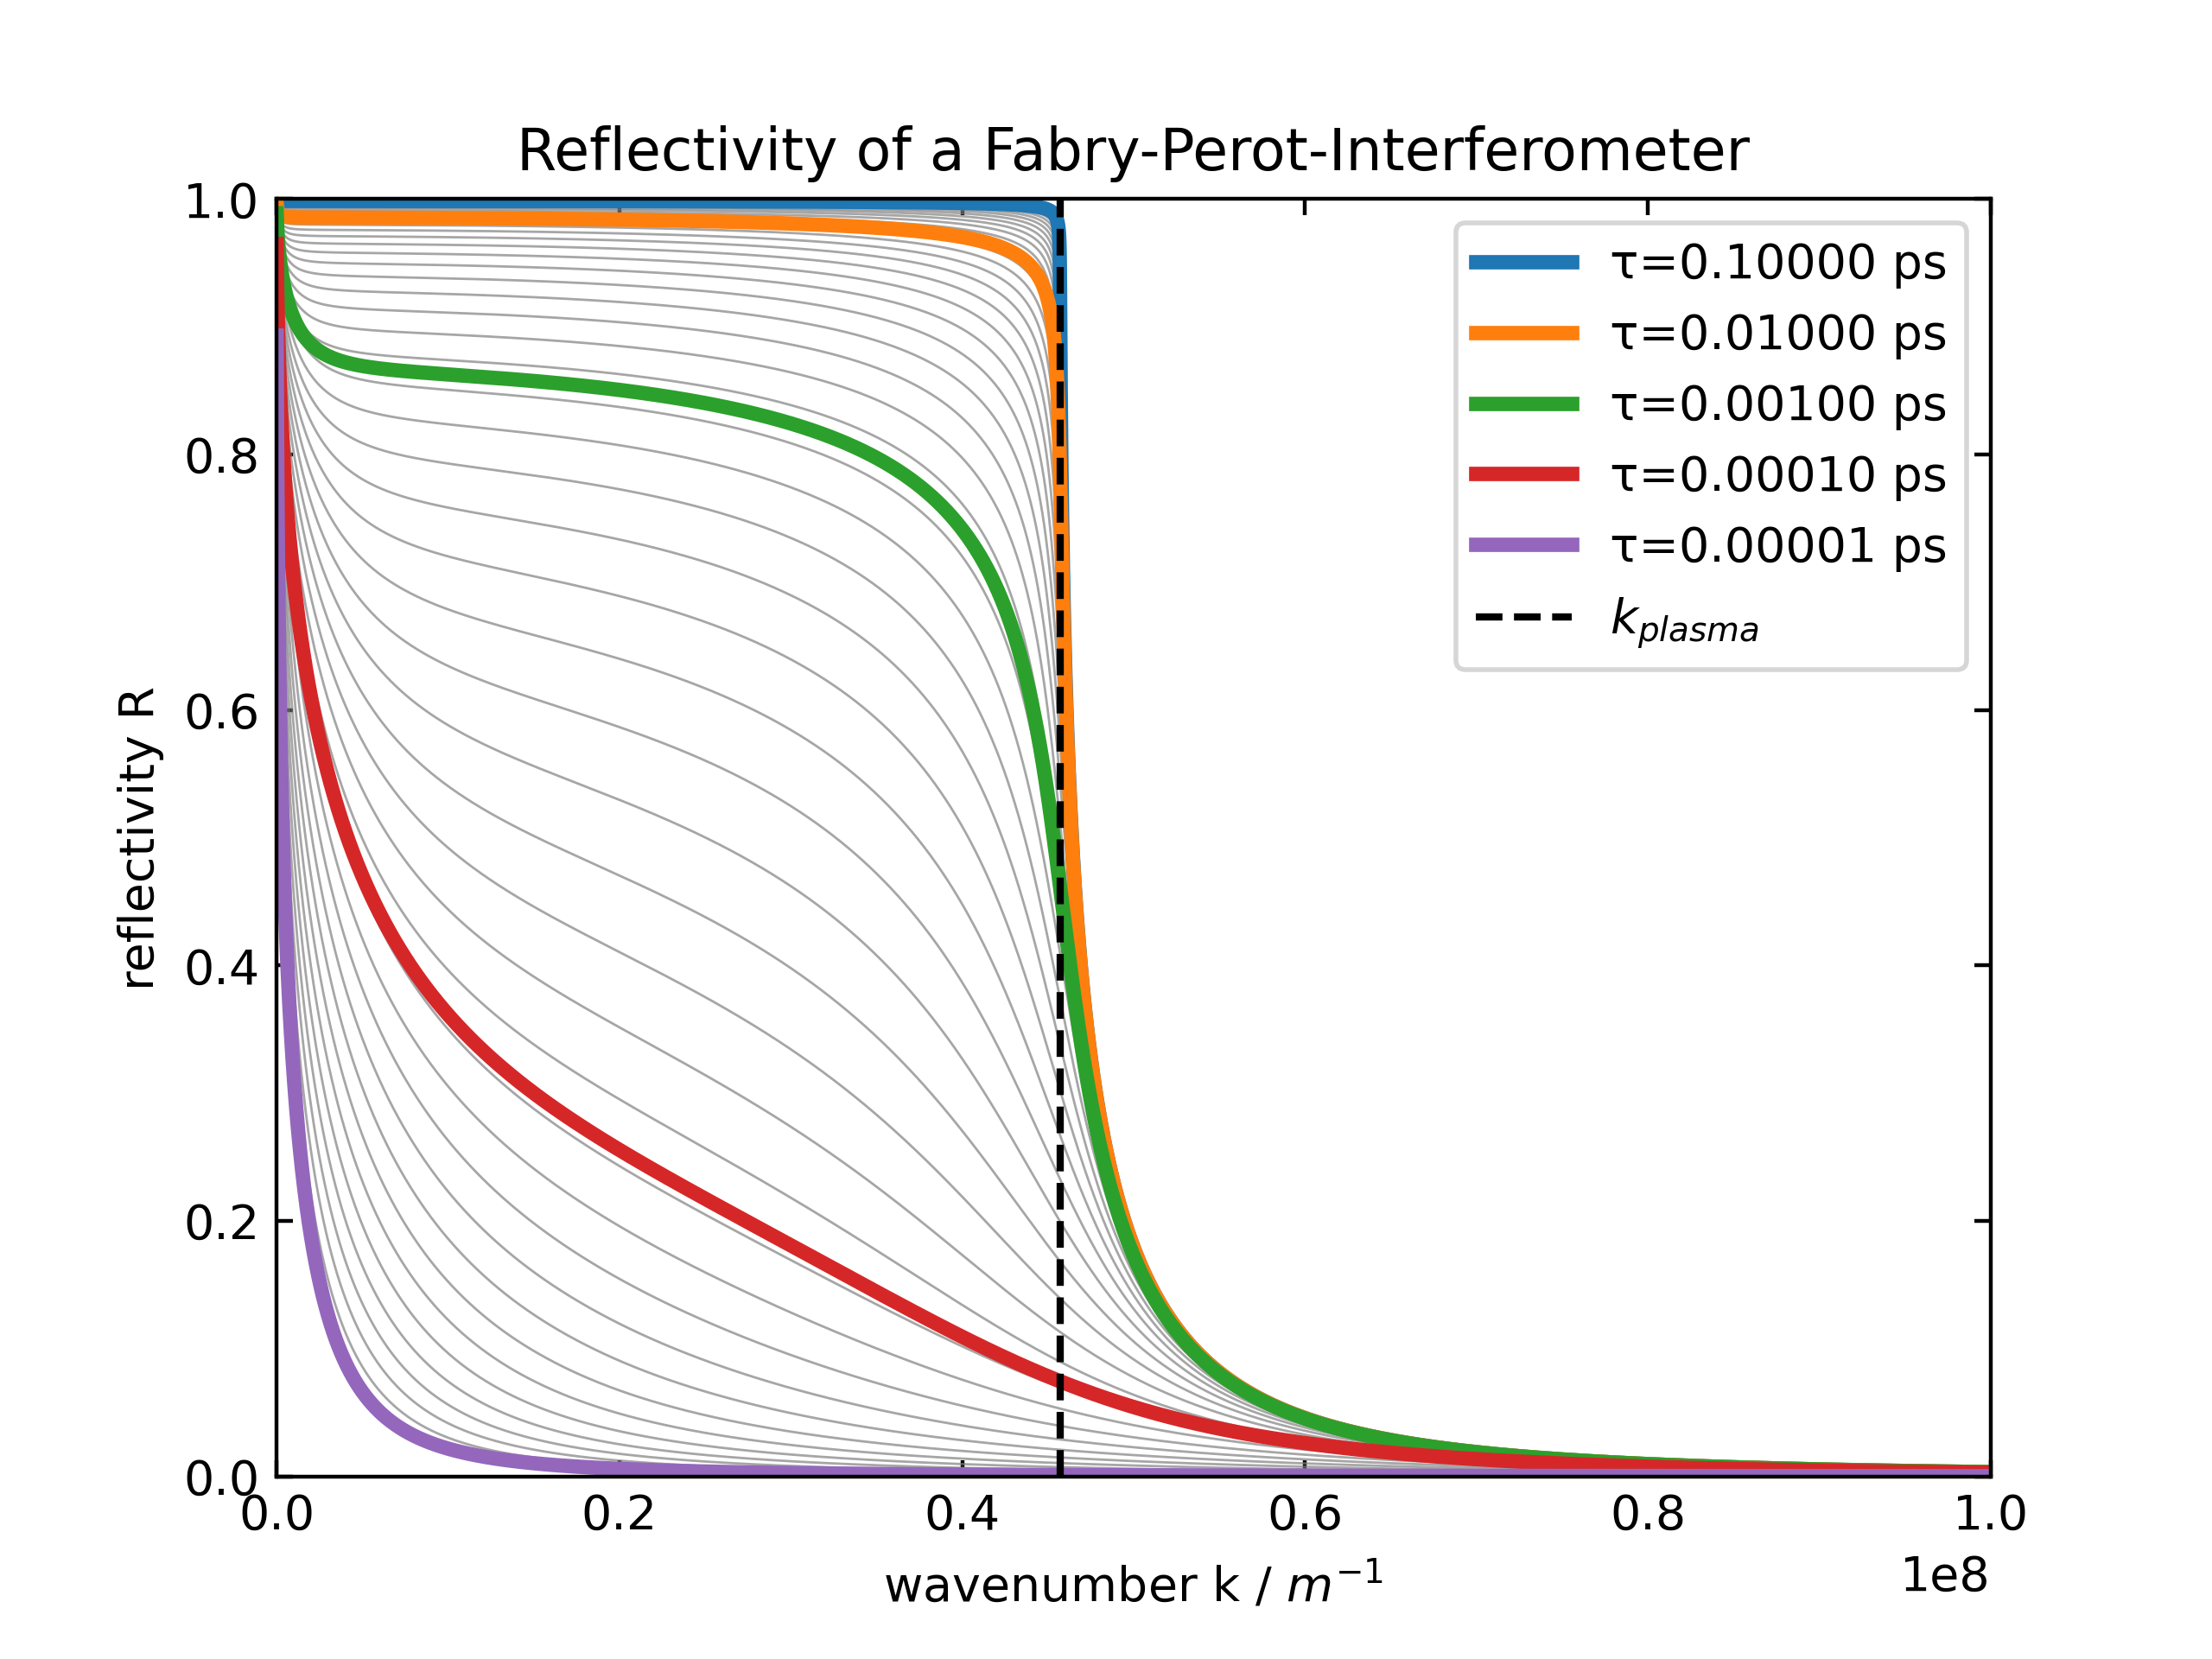 Reflectivity of a Fabry-Perot-Interferometer
1.0
0.8
0.6
0.4
0.2
0.0
reflectivity R
τ=0.10000 ps
τ=0.01000 ps
τ=0.00100 ps
τ=0.00010 ps
τ=0.00001 ps
k_plasma
0.0 0.2 0.4 0.6 0.8 1.0
1e8
wavenumber k / m⁻¹